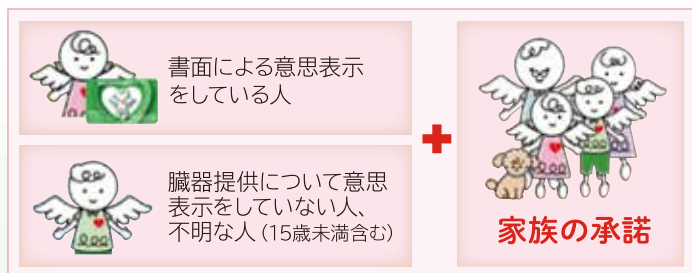 書面による意思表示
をしている人
臓器提供について意思
表示をしていない人、
不明な人（15歳未満含む）
家族の承諾